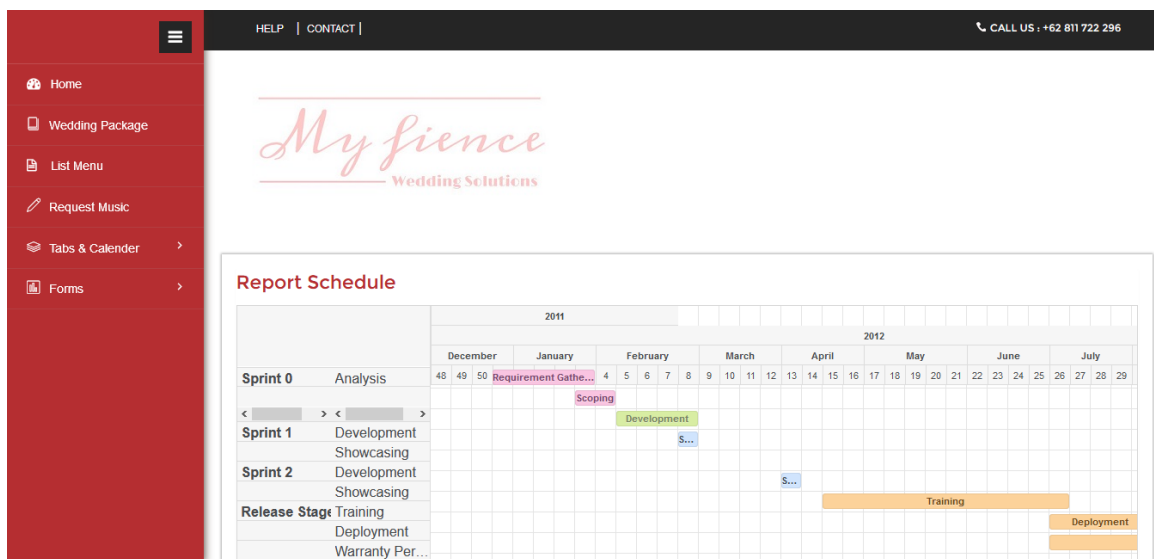 HELP | CONTACT |
CALL US : +62 811 722 296
Home
Wedding Package
List Menu
Request Music
Tabs & Calender
Forms
My fience
Wedding Solutions
Report Schedule
2011
2012
December January February March April May June July
Sprint 0 Analysis 48 49 50 Requirement Gathe... 4 5 6 7 8 9 10 11 12 13 14 15 16 17 18 19 20 21 22 23 24 25 26 27 28 29
Scoping
Development
Sprint 1 Development
S...
Showcasing
Sprint 2 Development
S...
Showcasing
Release Stage Training
Training
Deployment
Deployment
Warranty Per...